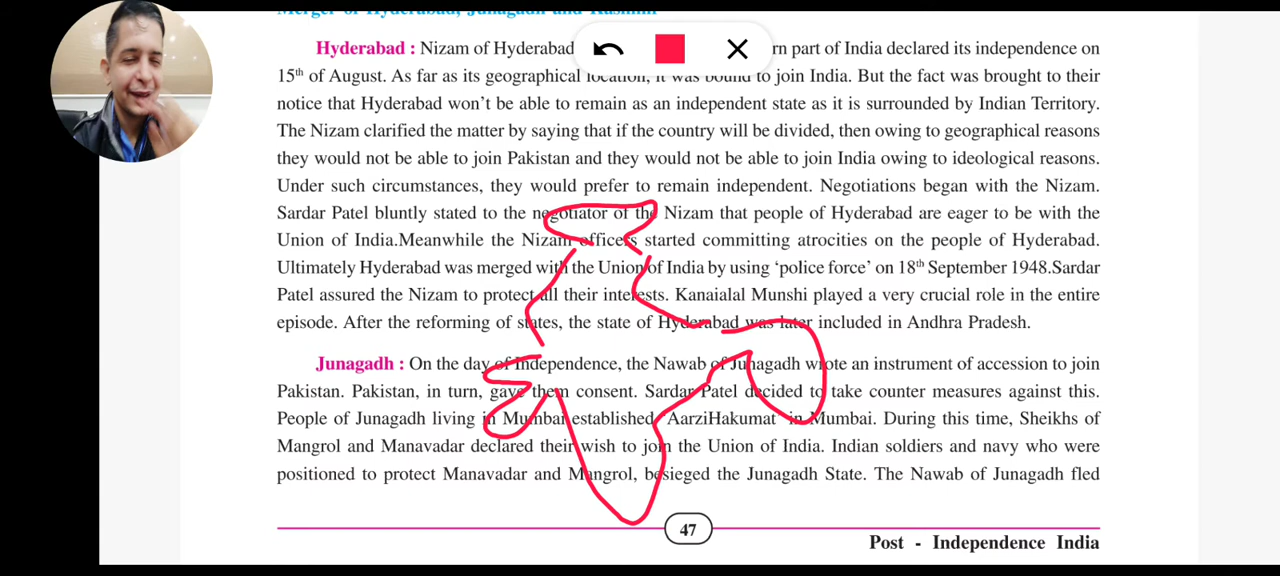 Merger of Hyderabad, Junagadh and Kashmir
Hyderabad : Nizam of Hyderabad rn part of India declared its independence on
15th of August. As far as its geographical location, it was bound to join India. But the fact was brought to their
notice that Hyderabad won't be able to remain as an independent state as it is surrounded by Indian Territory.
The Nizam clarified the matter by saying that if the country will be divided, then owing to geographical reasons
they would not be able to join Pakistan and they would not be able to join India owing to ideological reasons.
Under such circumstances, they would prefer to remain independent. Negotiations began with the Nizam.
Sardar Patel bluntly stated to the negotiator of the Nizam that people of Hyderabad are eager to be with the
Union of India.Meanwhile the Nizam officers started committing atrocities on the people of Hyderabad.
Ultimately Hyderabad was merged with the Union of India by using 'police force' on 18th September 1948.Sardar
Patel assured the Nizam to protect all their interests. Kanaialal Munshi played a very crucial role in the entire
episode. After the reforming of states, the state of Hyderabad was later included in Andhra Pradesh.
Junagadh : On the day of Independence, the Nawab of Junagadh wrote an instrument of accession to join
Pakistan. Pakistan, in turn, gave them consent. Sardar Patel decided to take counter measures against this.
People of Junagadh living in Mumbai established 'AarziHakumat' in Mumbai. During this time, Sheikhs of
Mangrol and Manavadar declared their wish to join the Union of India. Indian soldiers and navy who were
positioned to protect Manavadar and Mangrol, besieged the Junagadh State. The Nawab of Junagadh fled
47
Post - Independence India